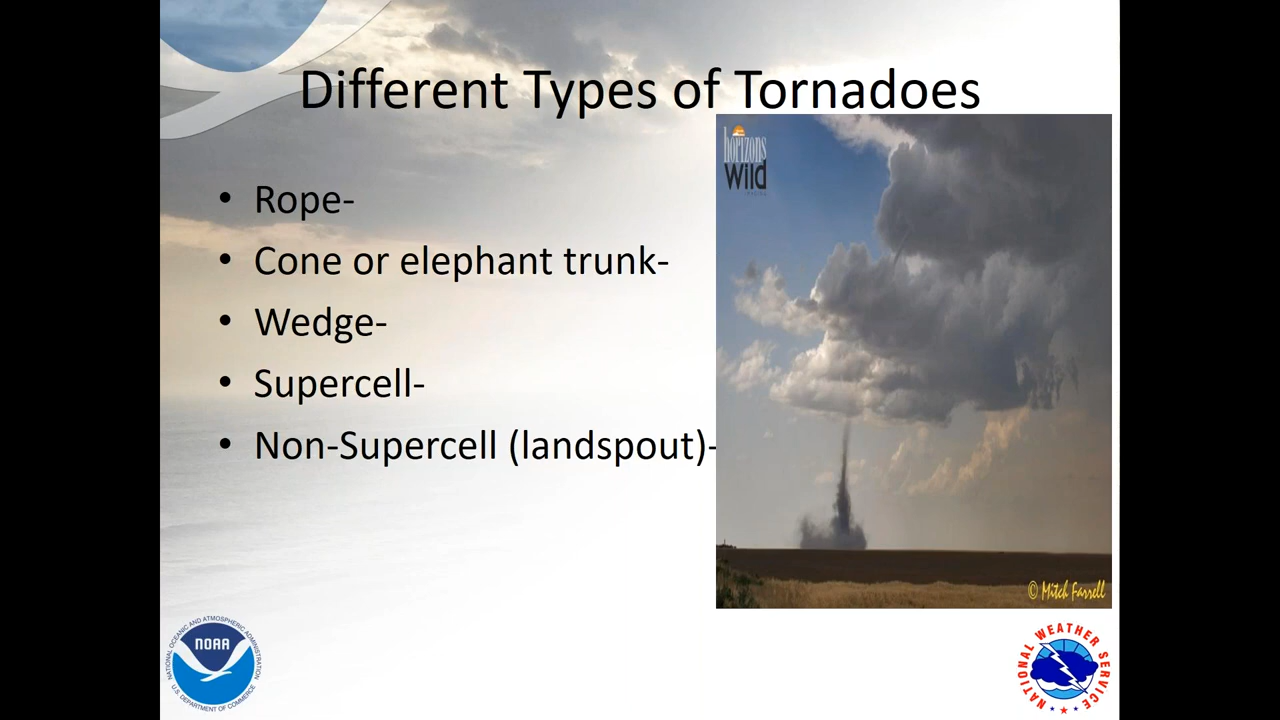 Different Types of Tornadoes
horizons
Wild
• Rope-
• Cone or elephant trunk-
• Wedge-
• Supercell-
• Non-Supercell (landspout)-
© Mitch Farrell
NATIONAL OCEANIC AND ATMOSPHERIC ADMINISTRATION
NOAA
U.S. DEPARTMENT OF COMMERCE
NATIONAL WEATHER SERVICE